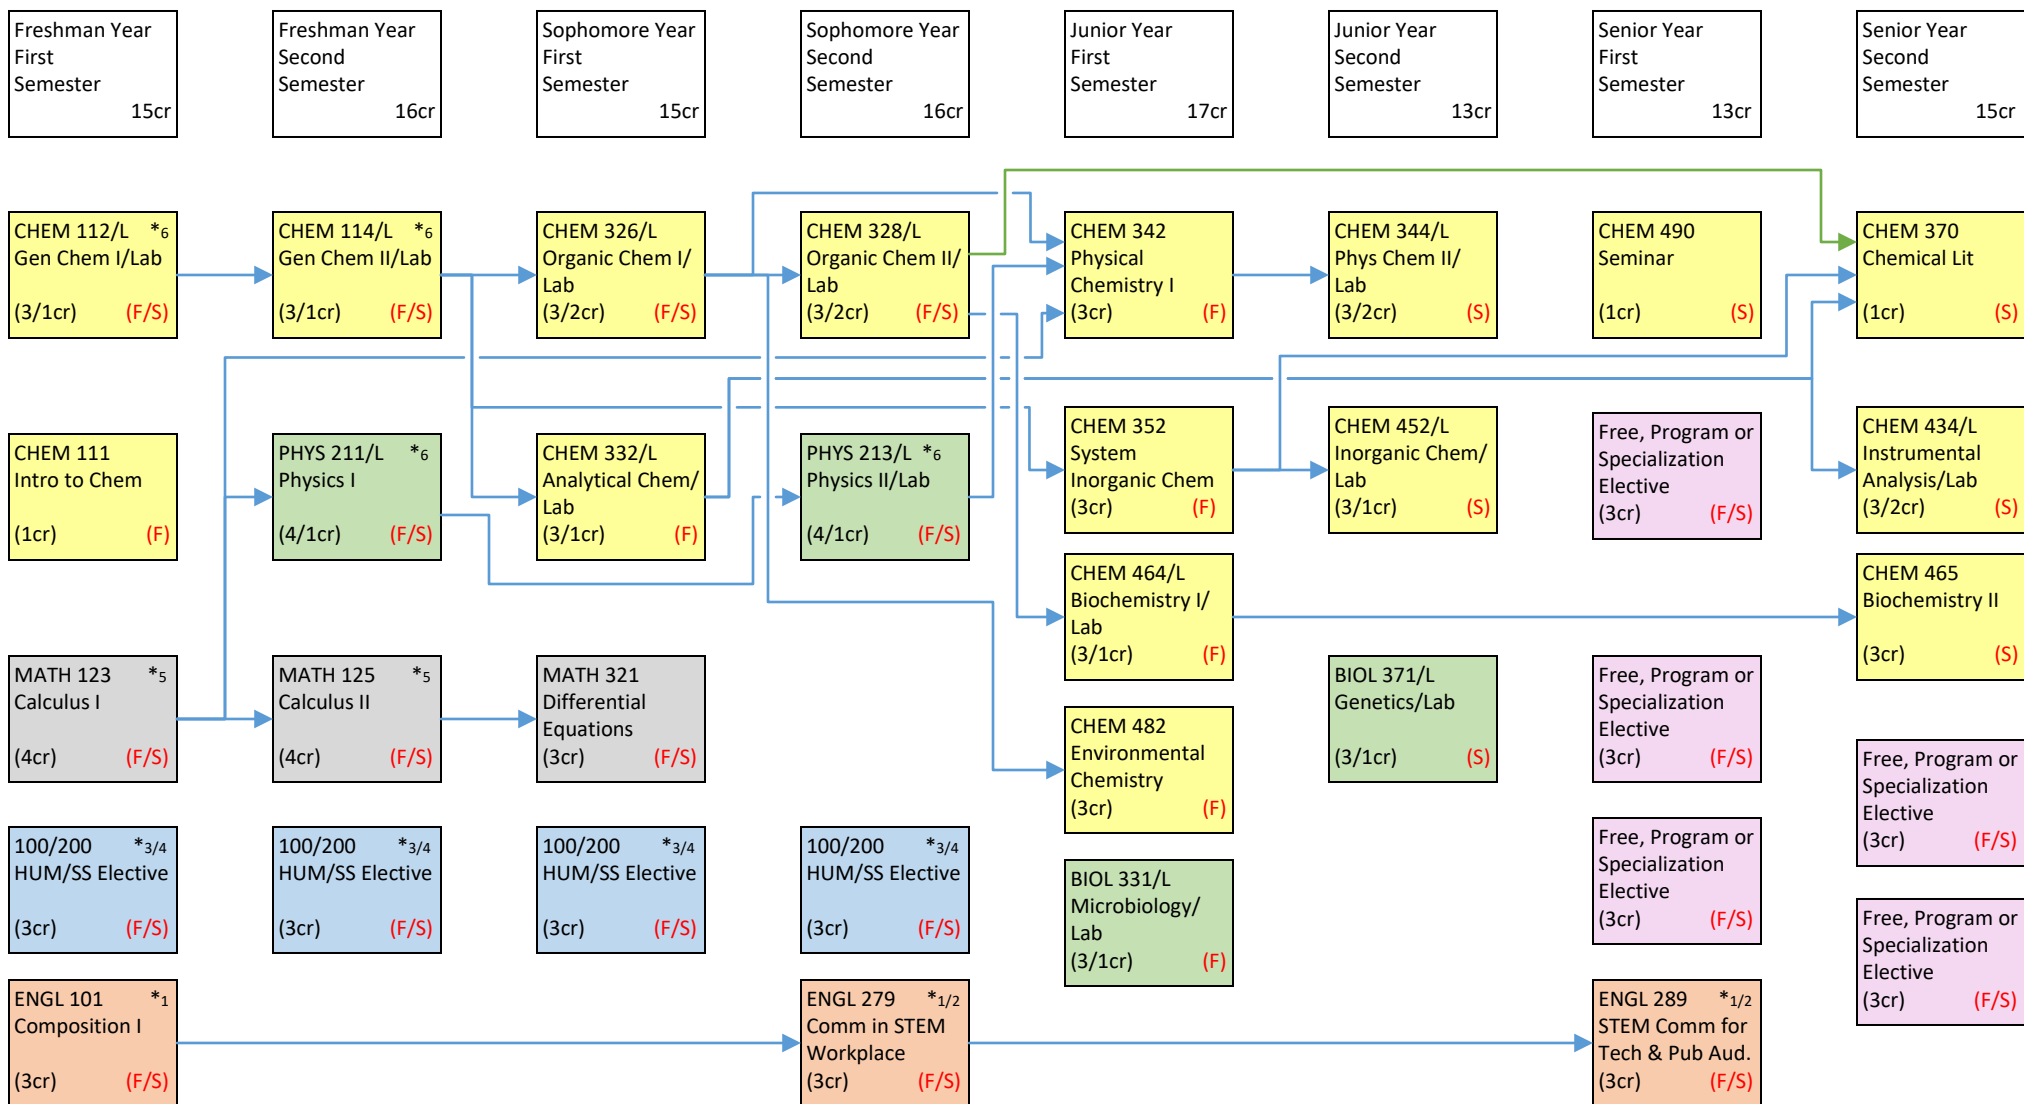 Freshman Year
First
Semester
15cr
Freshman Year
Second
Semester
16cr
Sophomore Year
First
Semester
15cr
Sophomore Year
Second
Semester
16cr
Junior Year
First
Semester
17cr
Junior Year
Second
Semester
13cr
Senior Year
First
Semester
13cr
Senior Year
Second
Semester
15cr
CHEM 112/L *6
Gen Chem I/Lab
(3/1cr) (F/S)
CHEM 114/L *6
Gen Chem II/Lab
(3/1cr) (F/S)
CHEM 326/L
Organic Chem I/
Lab
(3/2cr) (F/S)
CHEM 328/L
Organic Chem II/
Lab
(3/2cr) (F/S)
CHEM 342
Physical
Chemistry I
(3cr) (F)
CHEM 344/L
Phys Chem II/
Lab
(3/2cr) (S)
CHEM 490
Seminar
(1cr) (S)
CHEM 370
Chemical Lit
(1cr) (S)
CHEM 111
Intro to Chem
(1cr) (F)
PHYS 211/L *6
Physics I
(4/1cr) (F/S)
CHEM 332/L
Analytical Chem/
Lab
(3/1cr) (F)
PHYS 213/L *6
Physics II/Lab
(4/1cr) (F/S)
CHEM 352
System
Inorganic Chem
(3cr) (F)
CHEM 452/L
Inorganic Chem/
Lab
(3/1cr) (S)
Free, Program or
Specialization
Elective
(3cr) (F/S)
CHEM 434/L
Instrumental
Analysis/Lab
(3/2cr) (S)
CHEM 464/L
Biochemistry I/
Lab
(3/1cr) (F)
CHEM 465
Biochemistry II
(3cr) (S)
MATH 123 *5
Calculus I
(4cr) (F/S)
MATH 125 *5
Calculus II
(4cr) (F/S)
MATH 321
Differential
Equations
(3cr) (F/S)
CHEM 482
Environmental
Chemistry
(3cr) (F)
BIOL 371/L
Genetics/Lab
(3/1cr) (S)
Free, Program or
Specialization
Elective
(3cr) (F/S)
Free, Program or
Specialization
Elective
(3cr) (F/S)
100/200 *3/4
HUM/SS Elective
(3cr) (F/S)
100/200 *3/4
HUM/SS Elective
(3cr) (F/S)
100/200 *3/4
HUM/SS Elective
(3cr) (F/S)
100/200 *3/4
HUM/SS Elective
(3cr) (F/S)
BIOL 331/L
Microbiology/
Lab
(3/1cr) (F)
Free, Program or
Specialization
Elective
(3cr) (F/S)
Free, Program or
Specialization
Elective
(3cr) (F/S)
ENGL 101 *1
Composition I
(3cr) (F/S)
ENGL 279 *1/2
Comm in STEM
Workplace
(3cr) (F/S)
ENGL 289 *1/2
STEM Comm for
Tech & Pub Aud.
(3cr) (F/S)